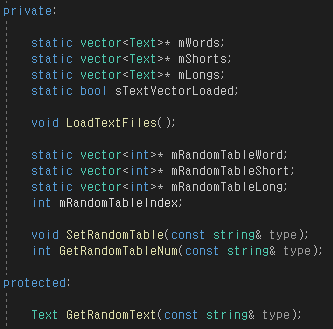 private:
static vector<Text>* mWords;
static vector<Text>* mShorts;
static vector<Text>* mLongs;
static bool sTextVectorLoaded;
void LoadTextFiles();
static vector<int>* mRandomTableWord;
static vector<int>* mRandomTableShort;
static vector<int>* mRandomTableLong;
int mRandomTableIndex;
void SetRandomTable(const string& type);
int GetRandomTableNum(const string& type);
protected:
Text GetRandomText(const string& type);